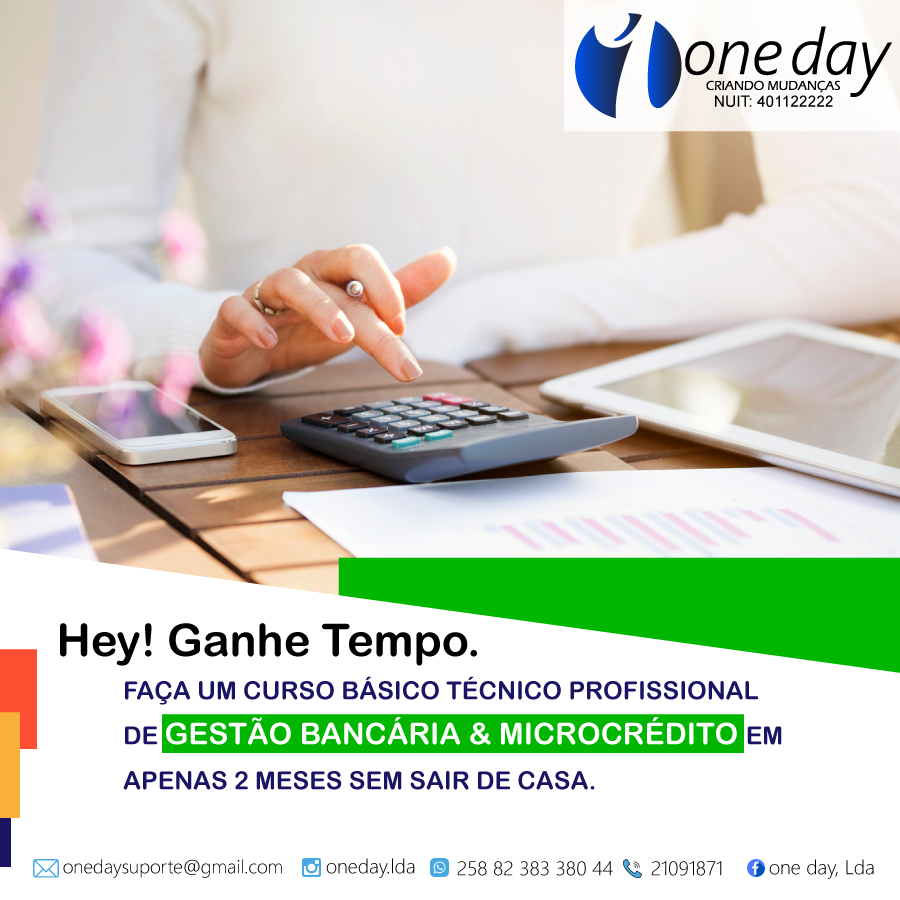 one day
CRIANDO MUDANÇAS
NUIT: 401122222
Hey! Ganhe Tempo.
FAÇA UM CURSO BÁSICO TÉCNICO PROFISSIONAL
DE GESTÃO BANCÁRIA & MICROCRÉDITO EM
APENAS 2 MESES SEM SAIR DE CASA.
onedaysuporte@gmail.com oneday.lda 258 82 383 380 44 21091871 one day, Lda